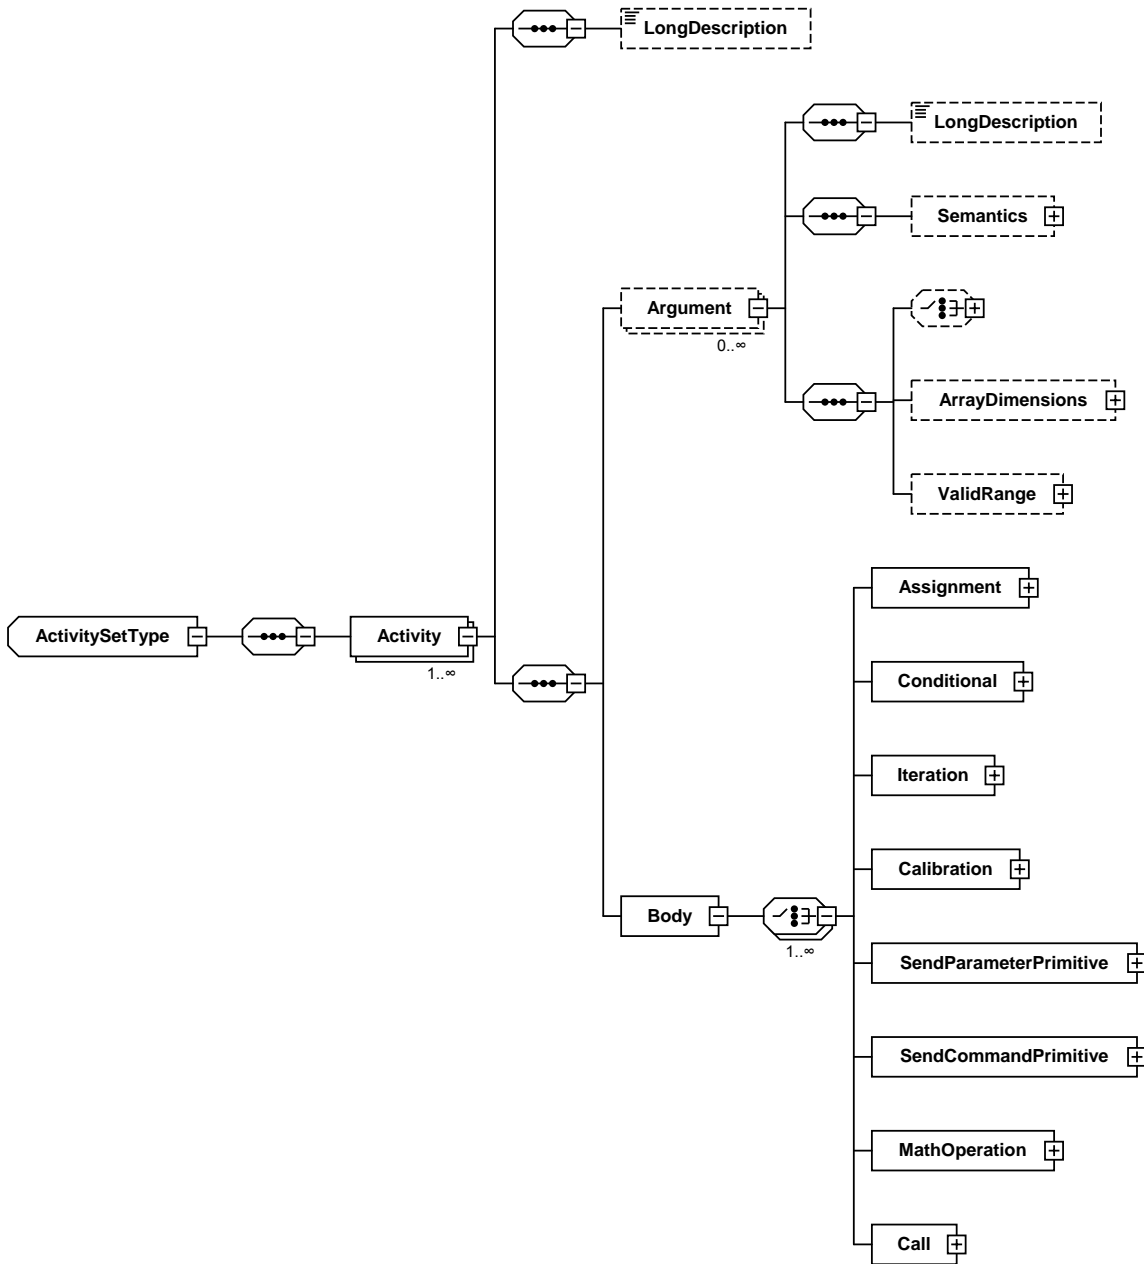 LongDescription
LongDescription
Semantics
Argument
0..∞
ArrayDimensions
ValidRange
Assignment
ActivitySetType
Activity
1..∞
Conditional
Iteration
Calibration
Body
1..∞
SendParameterPrimitive
SendCommandPrimitive
MathOperation
Call